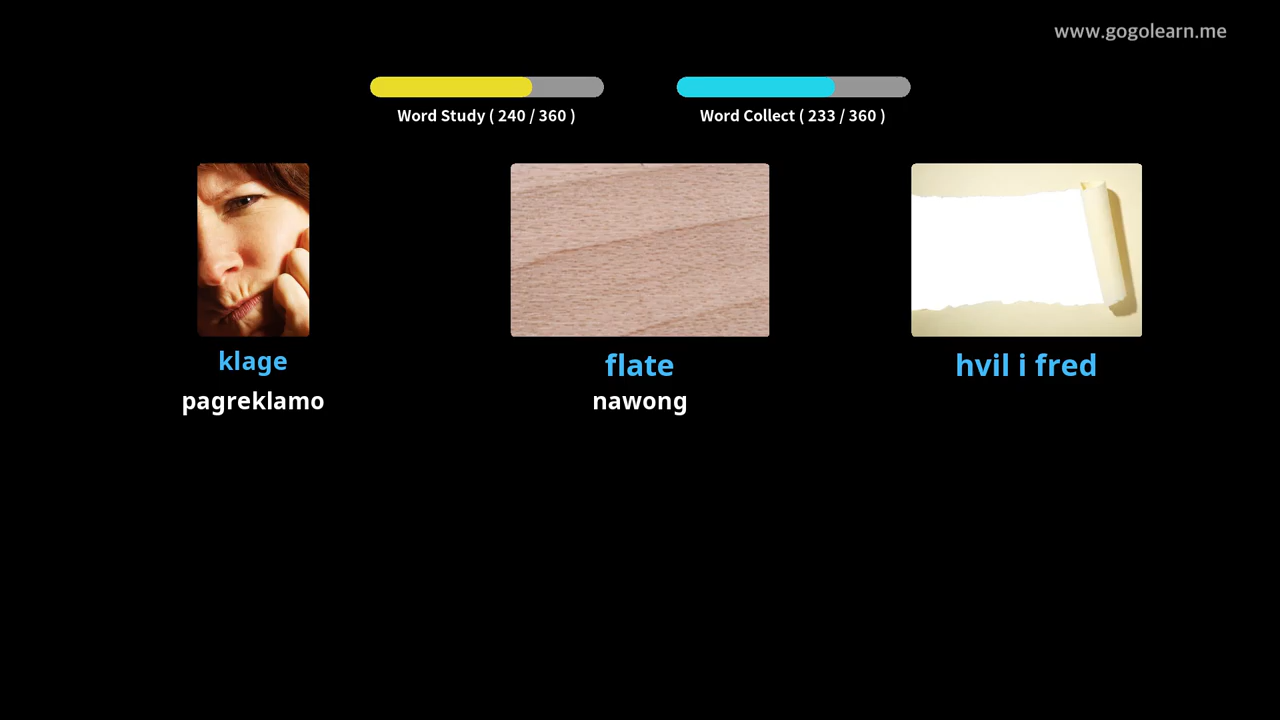 www.gogolearn.me
Word Study ( 240 / 360 )
Word Collect ( 233 / 360 )
klage
pagreklamo
flate
nawong
hvil i fred